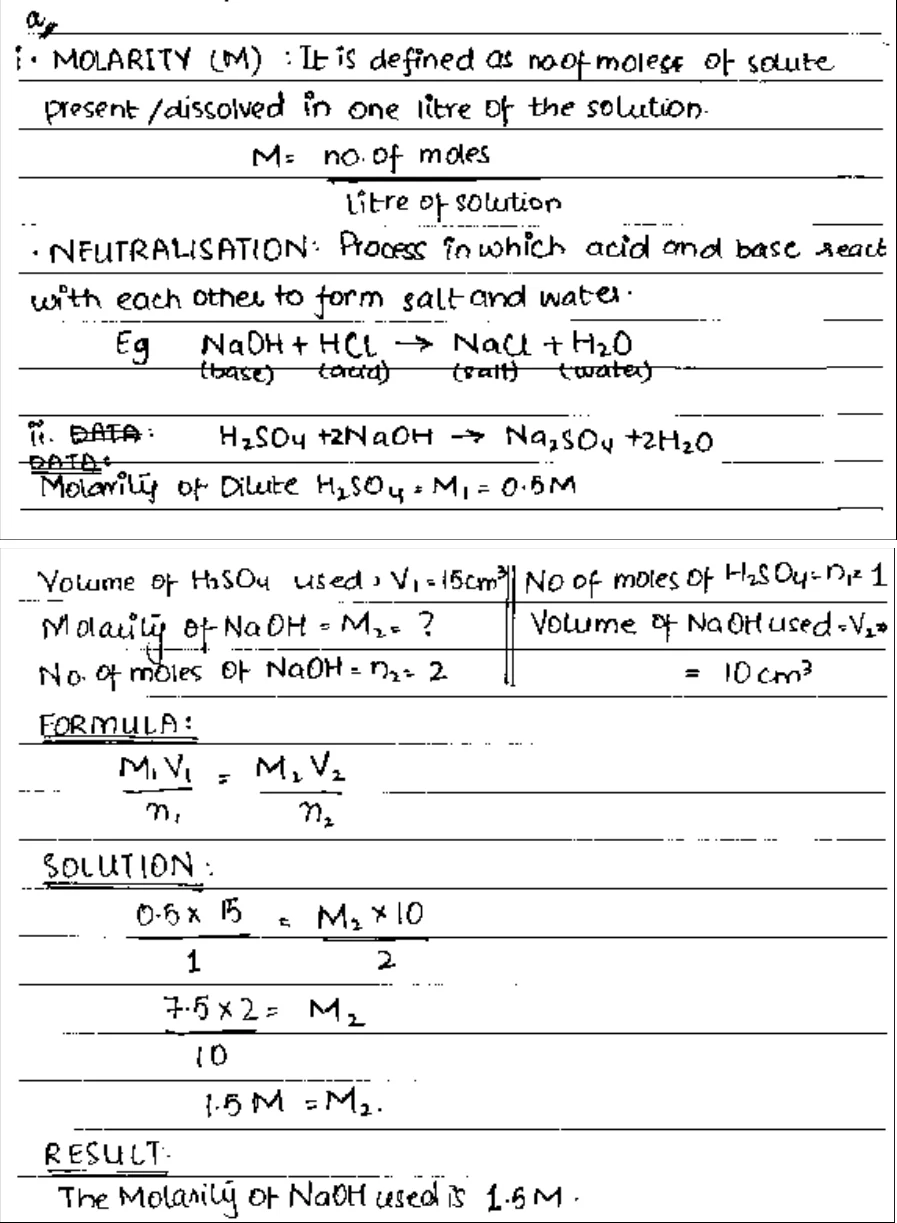 a,
i. • MOLARITY (M) : It is defined as no of moles of solute
present / dissolved in one litre of the solution.
M = no. of moles
litre of solution
• NEUTRALISATION: Process in which acid and base react
with each other to form salt and water.
Eg NaOH + HCl → NaCl + H₂O
(base) (acid) (salt) (water)
ii. DATA: H₂SO₄ + 2NaOH → Na₂SO₄ + 2H₂O
DATA:
Molarity of Dilute H₂SO₄ = M₁ = 0.5M
Volume of H₂SO₄ used = V₁ = 15cm³ || No of moles of H₂SO₄ = n₁ = 1
Molarity of NaOH = M₂ = ? || Volume of NaOH used = V₂ =
No. of moles of NaOH = n₂ = 2 || = 10 cm³
FORMULA:
M₁V₁ = M₂V₂
n₁ n₂
SOLUTION:
0.5 x 15 = M₂ x 10
1 2
7.5 x 2 = M₂
10
1.5 M = M₂.
RESULT:
The Molarity of NaOH used is 1.5M.